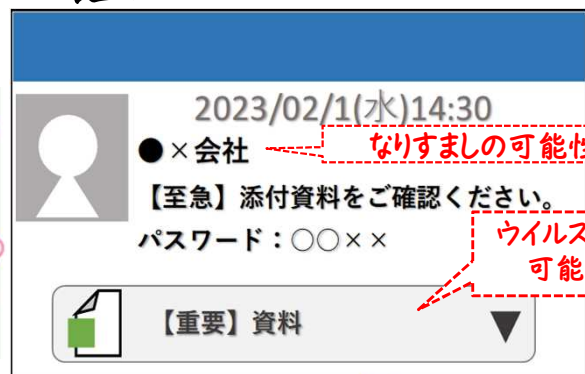 2023/02/1(水)14:30
●×会社
なりすましの可能性
【至急】添付資料をご確認ください。
パスワード：○○××
ウイルス
可能
【重要】資料